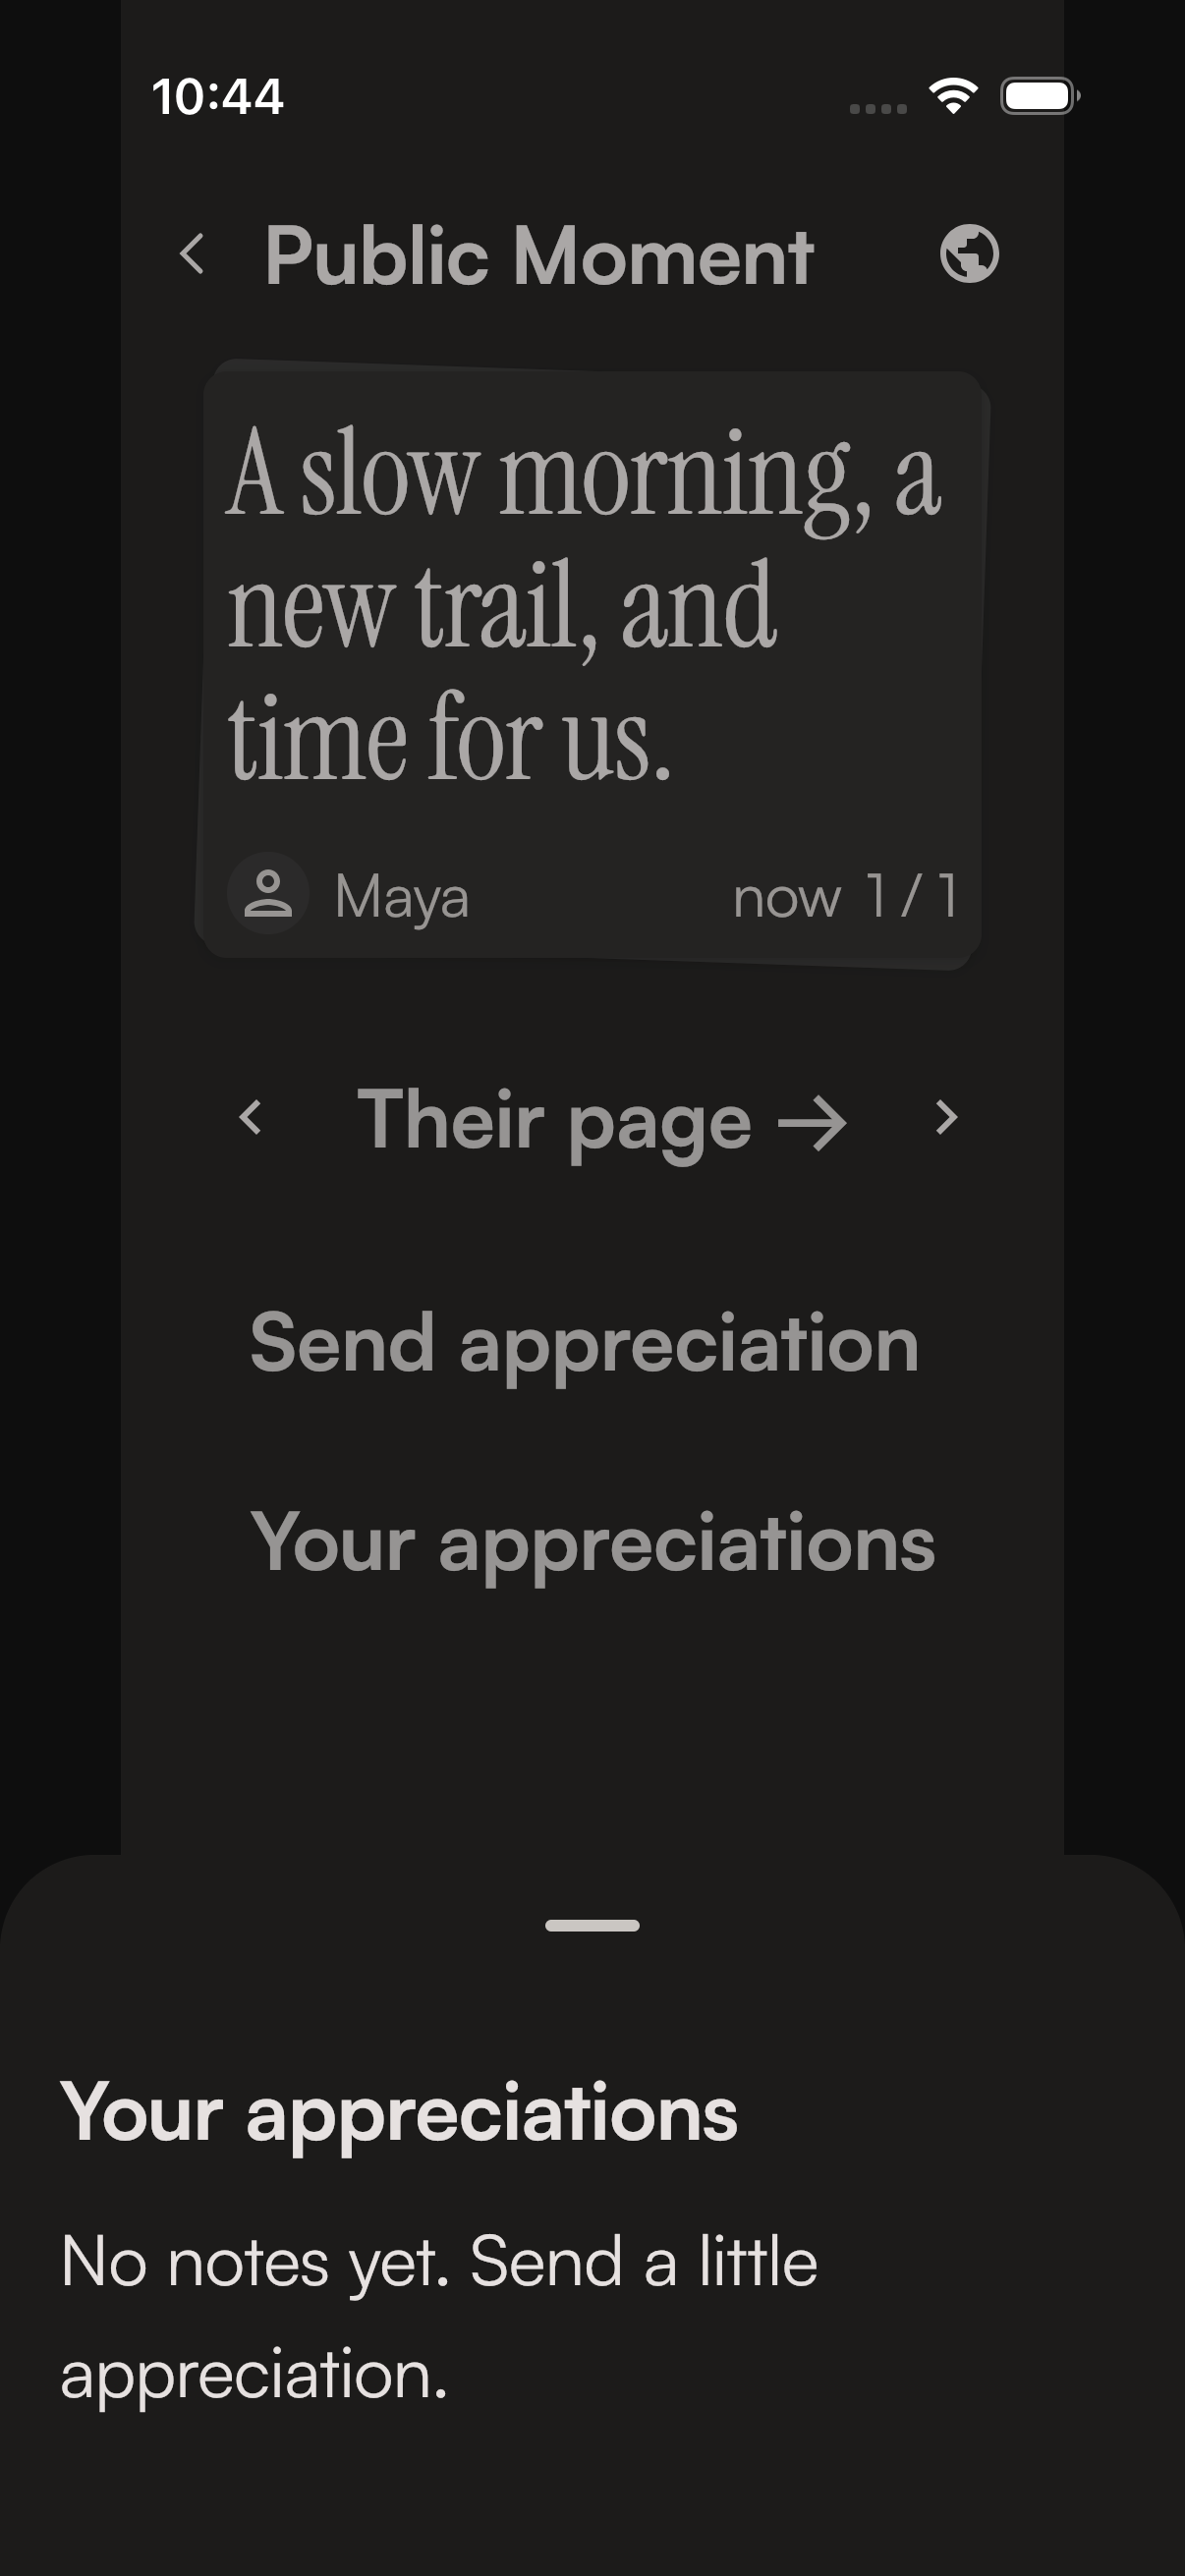 10:44
Public Moment
A slow morning, a
new trail, and
time for us.
Maya
now 1 / 1
Their page →
Send appreciation
Your appreciations
Your appreciations
No notes yet. Send a little
appreciation.